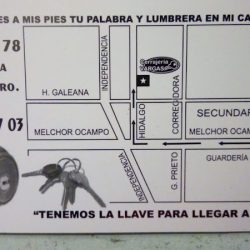 ES A MIS PIES TU PALABRA Y LUMBRERA EN MI CA
78
A
RO.
7 03
INDEPENDENCIA
Cerrajería
VARGAS
H. GALEANA
HIDALGO
CORREGIDORA
SECUNDAR
MELCHOR OCAMPO
MELCHOR OCAMPO
INDEPENDENCIA
G. PRIETO
GUARDERÍA
"TENEMOS LA LLAVE PARA LLEGAR A